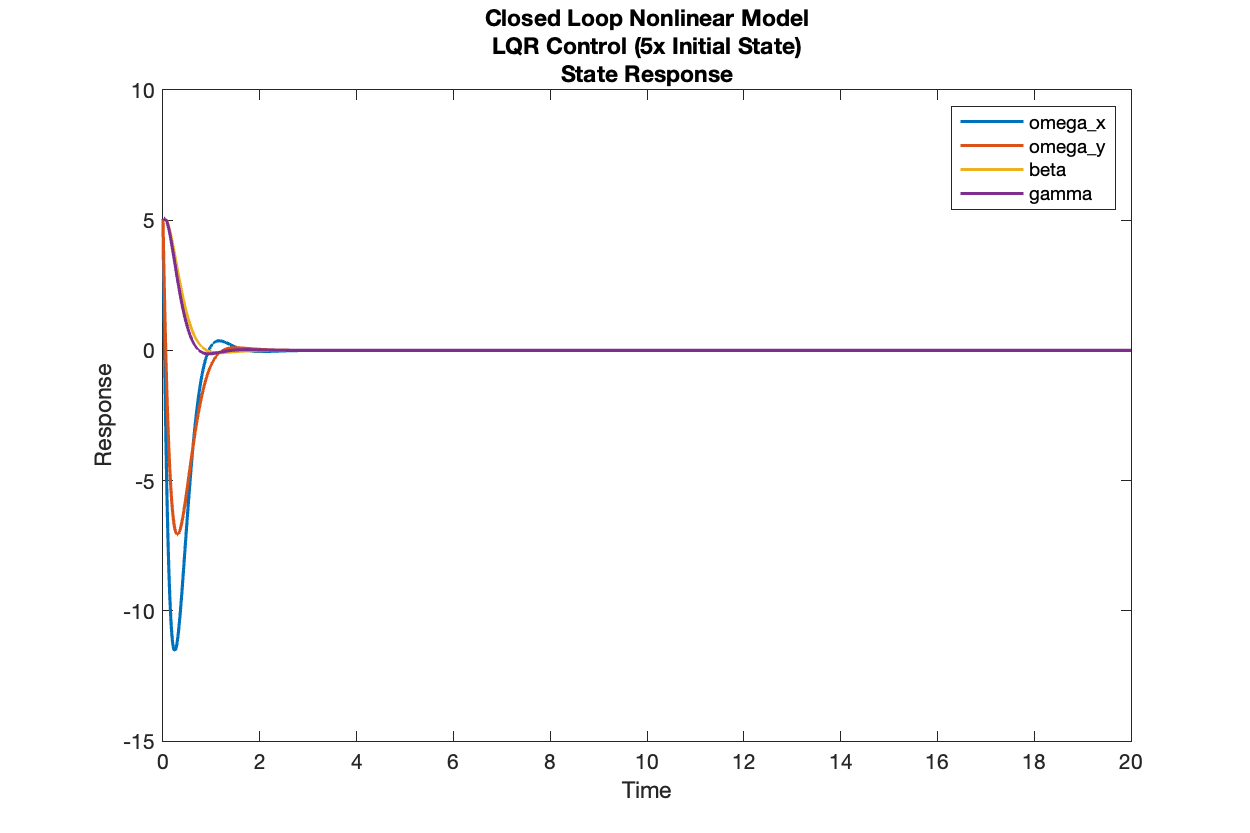 Closed Loop Nonlinear Model
LQR Control (5x Initial State)
State Response
10
5
0
-5
-10
-15
Response
omega_x
omega_y
beta
gamma
0 2 4 6 8 10 12 14 16 18 20
Time